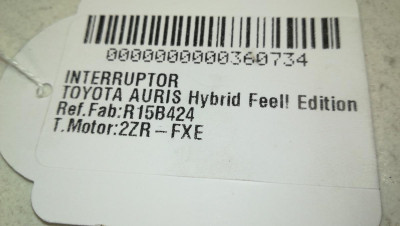 0000000000360734
INTERRUPTOR
TOYOTA AURIS Hybrid Feel! Edition
Ref.Fab:R15B424
T.Motor:2ZR-FXE